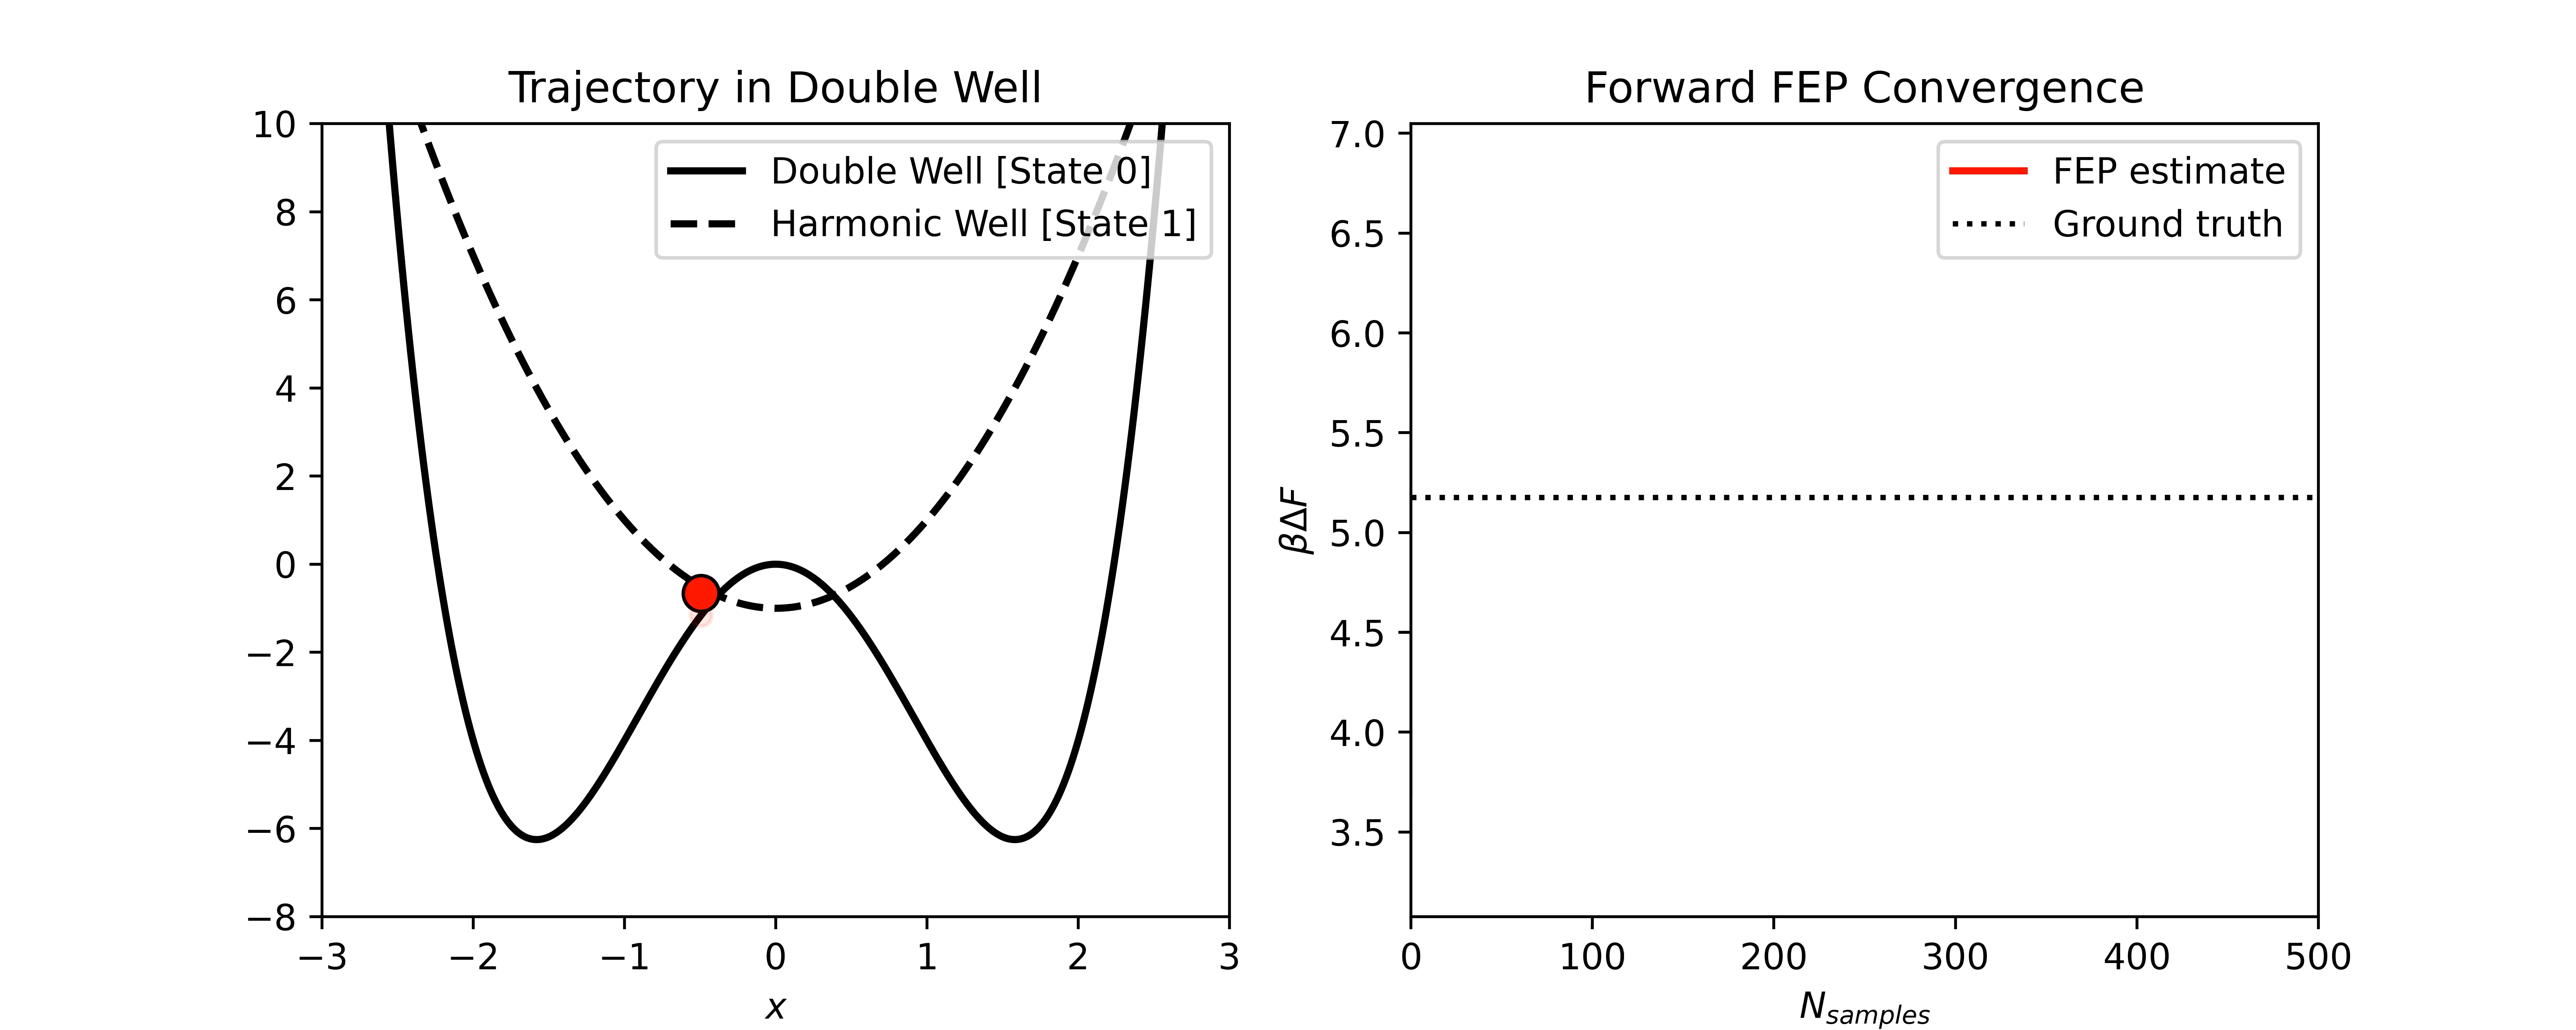 Trajectory in Double Well
10
8
6
4
2
0
−2
−4
−6
−8
Double Well [State 0]
Harmonic Well [State 1]
−3 −2 −1 0 1 2 3
x
Forward FEP Convergence
7.0
6.5
6.0
5.5
5.0
4.5
4.0
3.5
βΔF
FEP estimate
Ground truth
0 100 200 300 400 500
N_samples